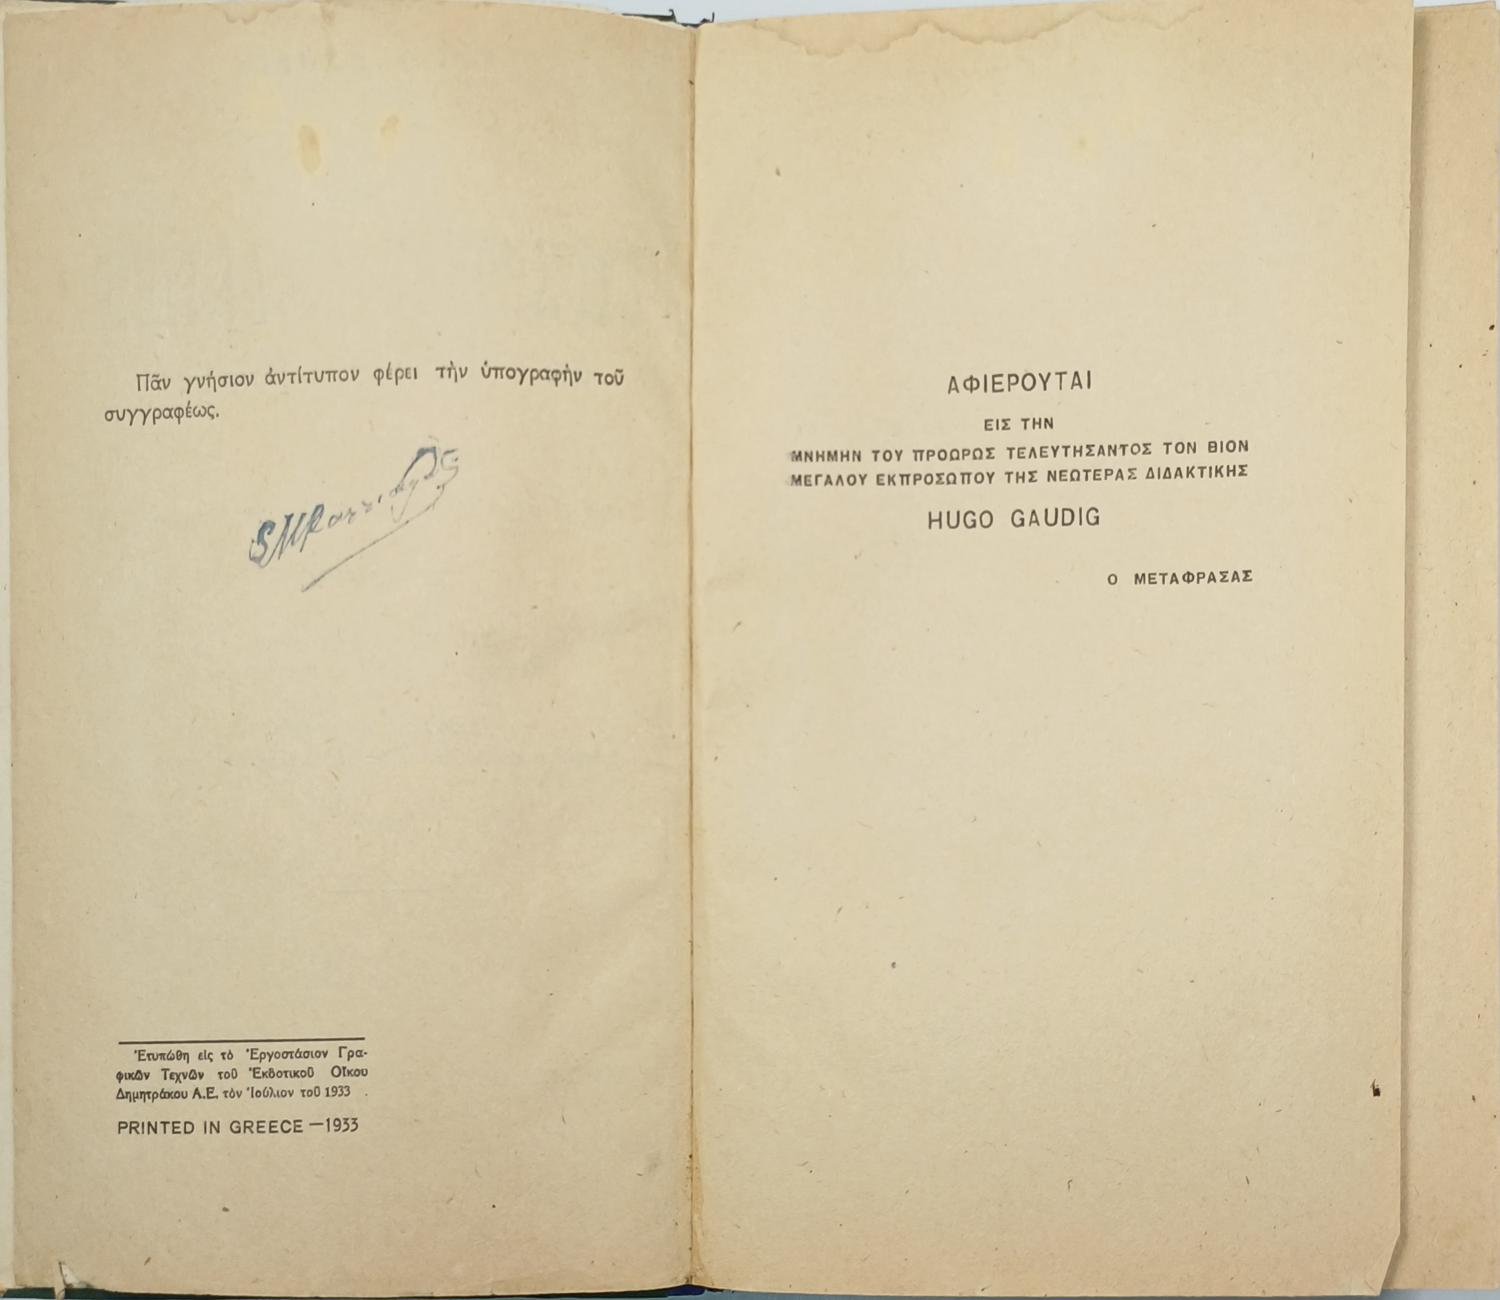 Πᾶν γνήσιον ἀντίτυπον φέρει τὴν ὑπογραφὴν τοῦ
συγγραφέως.
Ἐτυπώθη εἰς τὸ Ἐργοστάσιον Γρα-
φικῶν Τεχνῶν τοῦ Ἐκδοτικοῦ Οἴκου
Δημητράκου Α.Ε. τὸν Ἰούλιον τοῦ 1933
PRINTED IN GREECE —1933
ΑΦΙΕΡΟΥΤΑΙ
ΕΙΣ ΤΗΝ
ΜΝΗΜΗΝ ΤΟΥ ΠΡΟΩΡΩΣ ΤΕΛΕΥΤΗΣΑΝΤΟΣ ΤΟΝ ΒΙΟΝ
ΜΕΓΑΛΟΥ ΕΚΠΡΟΣΩΠΟΥ ΤΗΣ ΝΕΩΤΕΡΑΣ ΔΙΔΑΚΤΙΚΗΣ
HUGO GAUDIG
Ο ΜΕΤΑΦΡΑΣΑΣ